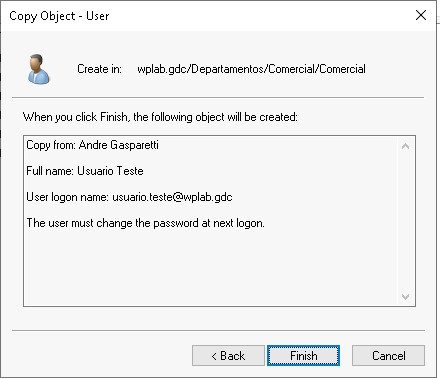 Copy Object - User
Create in: wplab.gdc/Departamentos/Comercial/Comercial
When you click Finish, the following object will be created:
Copy from: Andre Gasparetti
Full name: Usuario Teste
User logon name: usuario.teste@wplab.gdc
The user must change the password at next logon.
< Back Finish Cancel